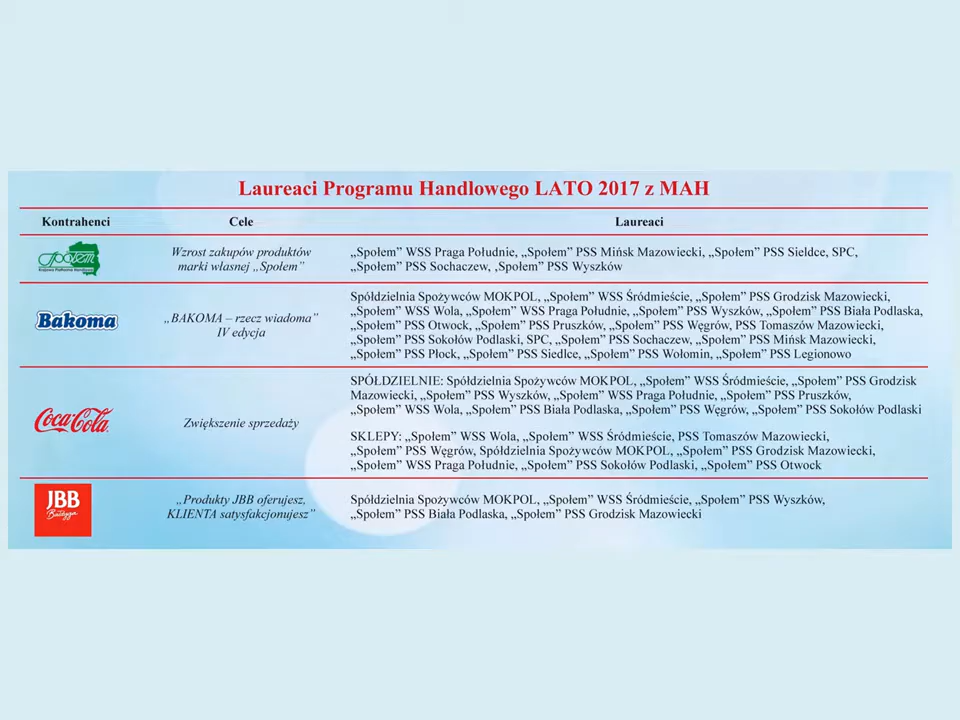 Laureaci Programu Handlowego LATO 2017 z MAH
Kontrahenci Cele Laureaci
Społem
Krajowa Platforma Handlowa
Wzrost zakupów produktów
marki własnej „Społem”
„Społem” WSS Praga Południe, „Społem” PSS Mińsk Mazowiecki, „Społem” PSS Sieldce, SPC,
„Społem” PSS Sochaczew, ‚Społem” PSS Wyszków
Bakoma
„BAKOMA – rzecz wiadoma”
IV edycja
Spółdzielnia Spożywców MOKPOL, „Społem” WSS Śródmieście, „Społem” PSS Grodzisk Mazowiecki,
„Społem” WSS Wola, „Społem” WSS Praga Południe, „Społem” PSS Wyszków, „Społem” PSS Biała Podlaska,
„Społem” PSS Otwock, „Społem” PSS Pruszków, „Społem” PSS Węgrów, PSS Tomaszów Mazowiecki,
„Społem” PSS Sokołów Podlaski, SPC, „Społem” PSS Sochaczew, „Społem” PSS Mińsk Mazowiecki,
„Społem” PSS Płock, „Społem” PSS Siedlce, „Społem” PSS Wołomin, „Społem” PSS Legionowo
Coca-Cola
Zwiększenie sprzedaży
SPÓŁDZIELNIE: Spółdzielnia Spożywców MOKPOL, „Społem” WSS Śródmieście, „Społem” PSS Grodzisk
Mazowiecki, „Społem” PSS Wyszków, „Społem” WSS Praga Południe, „Społem” PSS Pruszków,
„Społem” WSS Wola, „Społem” PSS Biała Podlaska, „Społem” PSS Węgrów, „Społem” PSS Sokołów Podlaski
SKLEPY: „Społem” WSS Wola, „Społem” WSS Śródmieście, PSS Tomaszów Mazowiecki,
„Społem” PSS Węgrów, Spółdzielnia Spożywców MOKPOL, „Społem” PSS Grodzisk Mazowiecki,
„Społem” WSS Praga Południe, „Społem” PSS Sokołów Podlaski, „Społem” PSS Otwock
JBB
Bałdyga
„Produkty JBB oferujesz,
KLIENTA satysfakcjonujesz”
Spółdzielnia Spożywców MOKPOL, „Społem” WSS Śródmieście, „Społem” PSS Wyszków,
„Społem” PSS Biała Podlaska, „Społem” PSS Grodzisk Mazowiecki